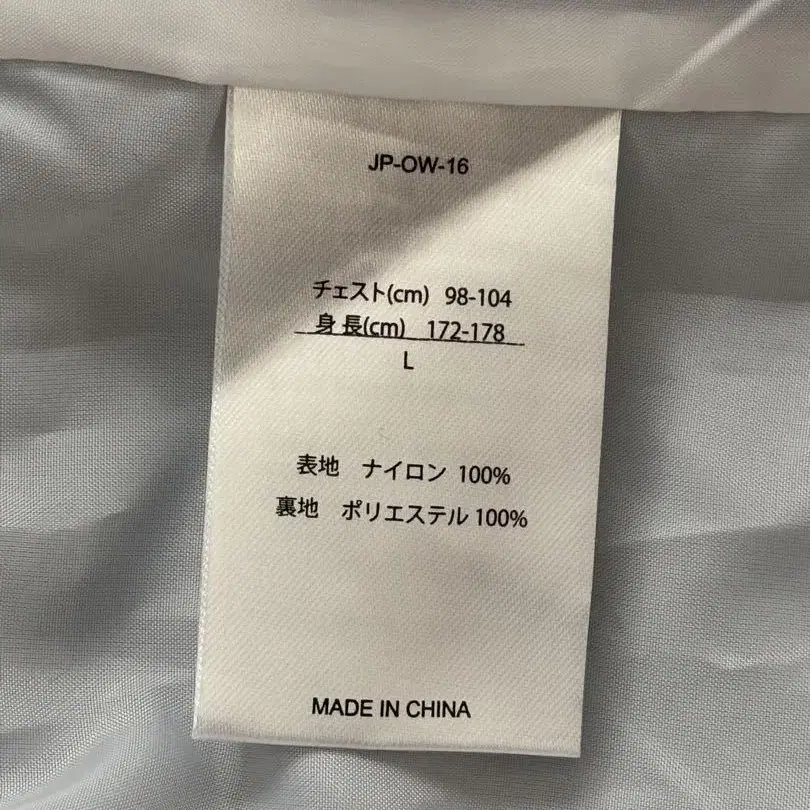 JP-OW-16
チェスト(cm) 98-104
身 長(cm) 172-178
L
表地 ナイロン 100%
裏地 ポリエステル 100%
MADE IN CHINA